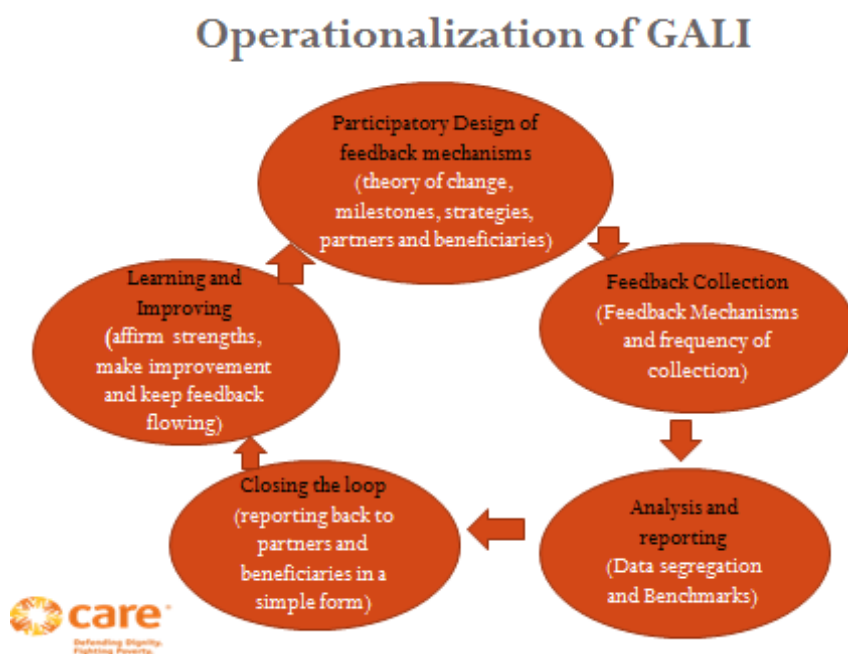 Operationalization of GALI
Participatory Design of
feedback mechanisms
(theory of change,
milestones, strategies,
partners and beneficiaries)
Feedback Collection
(Feedback Mechanisms
and frequency of
collection)
Analysis and
reporting
(Data segregation
and Benchmarks)
Closing the loop
(reporting back to
partners and
beneficiaries in a
simple form)
Learning and
Improving
(affirm strengths,
make improvement
and keep feedback
flowing)
care®
Defending Dignity.
Fighting Poverty.